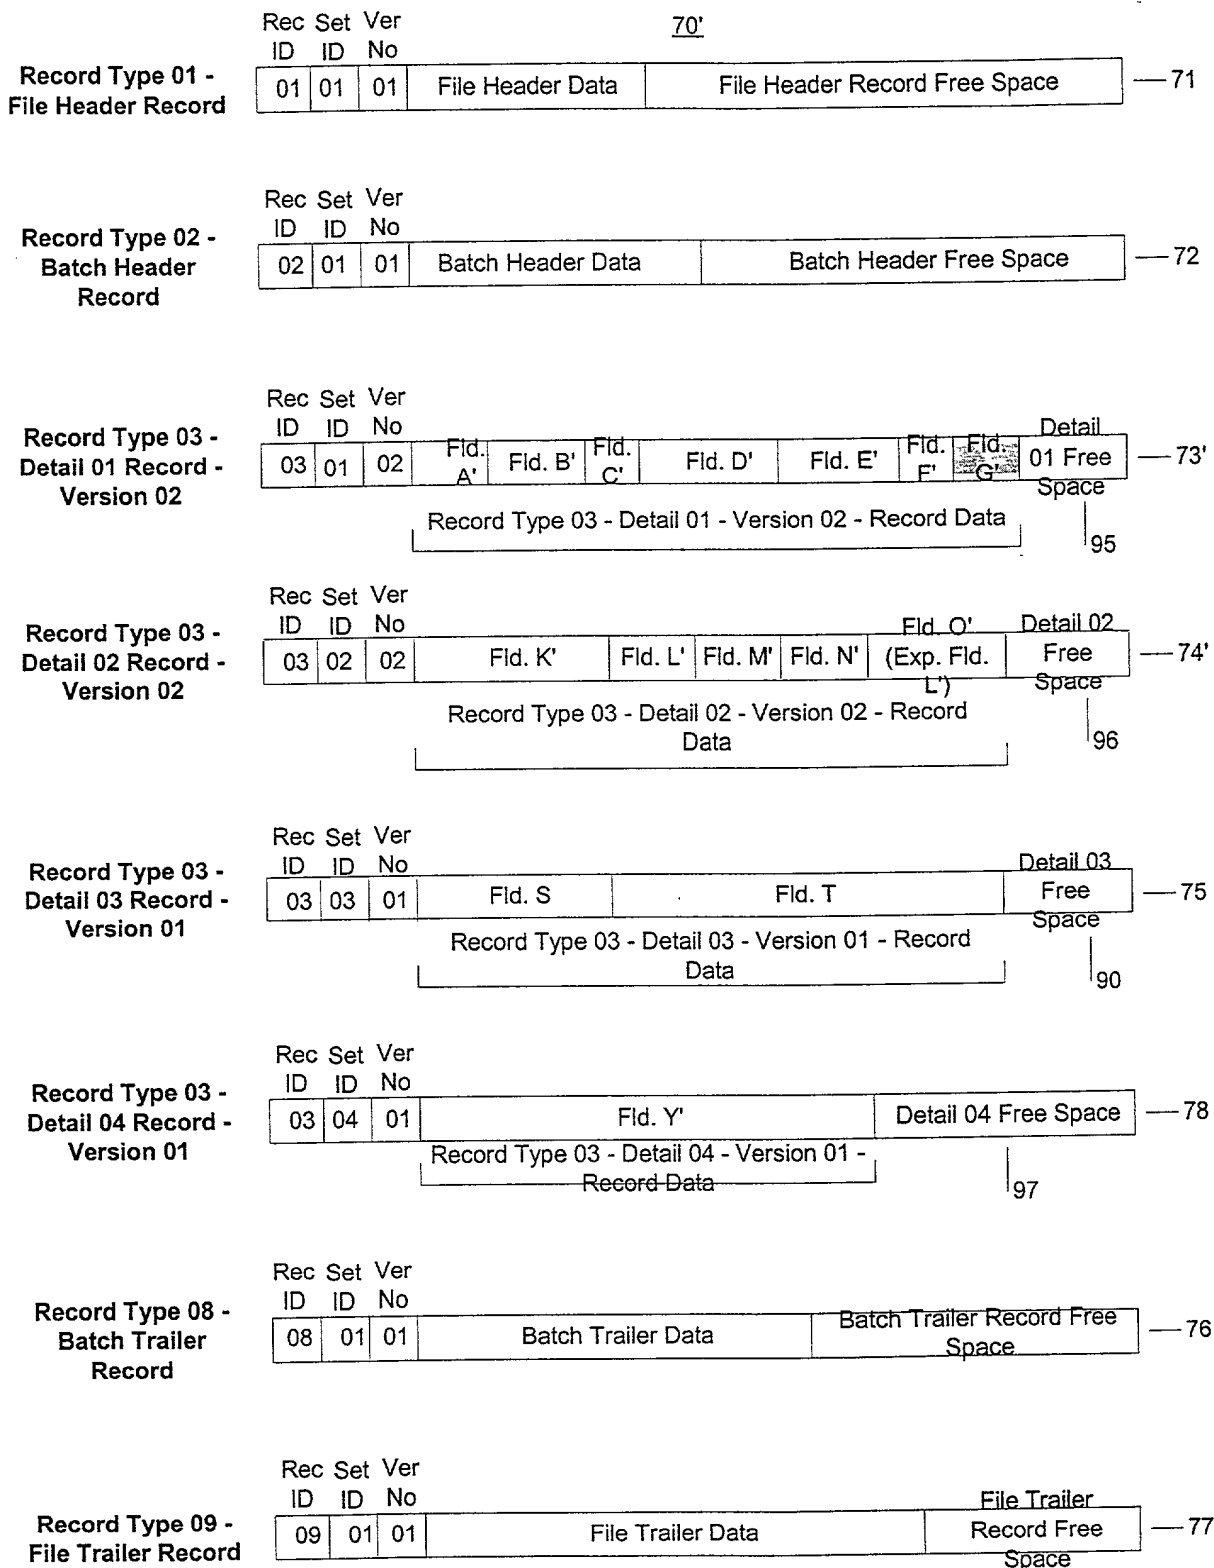 70'
Rec Set Ver
ID ID No
Record Type 01 -
File Header Record
01 01 01 File Header Data File Header Record Free Space 71
Rec Set Ver
ID ID No
Record Type 02 -
Batch Header
Record
02 01 01 Batch Header Data Batch Header Free Space 72
Rec Set Ver
ID ID No
Record Type 03 -
Detail 01 Record -
Version 02
03 01 02 Fld. A' Fld. B' Fld. C' Fld. D' Fld. E' Fld. F' Fld. G' Detail 01 Free Space 73'
Record Type 03 - Detail 01 - Version 02 - Record Data
95
Rec Set Ver
ID ID No
Record Type 03 -
Detail 02 Record -
Version 02
03 02 02 Fld. K' Fld. L' Fld. M' Fld. N' Fld. O' (Exp. Fld. L') Detail 02 Free Space 74'
Record Type 03 - Detail 02 - Version 02 - Record
Data
96
Rec Set Ver
ID ID No
Record Type 03 -
Detail 03 Record -
Version 01
03 03 01 Fld. S Fld. T Detail 03 Free Space 75
Record Type 03 - Detail 03 - Version 01 - Record
Data
90
Rec Set Ver
ID ID No
Record Type 03 -
Detail 04 Record -
Version 01
03 04 01 Fld. Y' Detail 04 Free Space 78
Record Type 03 - Detail 04 - Version 01 -
Record Data
97
Rec Set Ver
ID ID No
Record Type 08 -
Batch Trailer
Record
08 01 01 Batch Trailer Data Batch Trailer Record Free Space 76
Rec Set Ver
ID ID No
Record Type 09 -
File Trailer Record
09 01 01 File Trailer Data File Trailer Record Free Space 77